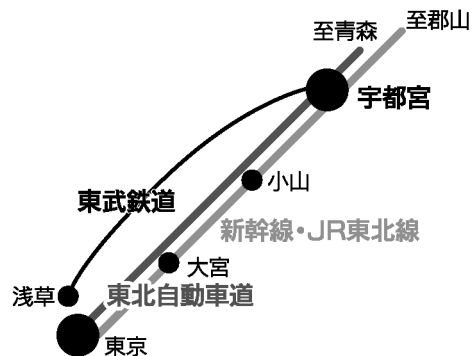 至郡山
至青森
宇都宮
小山
東武鉄道
新幹線・JR東北線
大宮
浅草
東北自動車道
東京